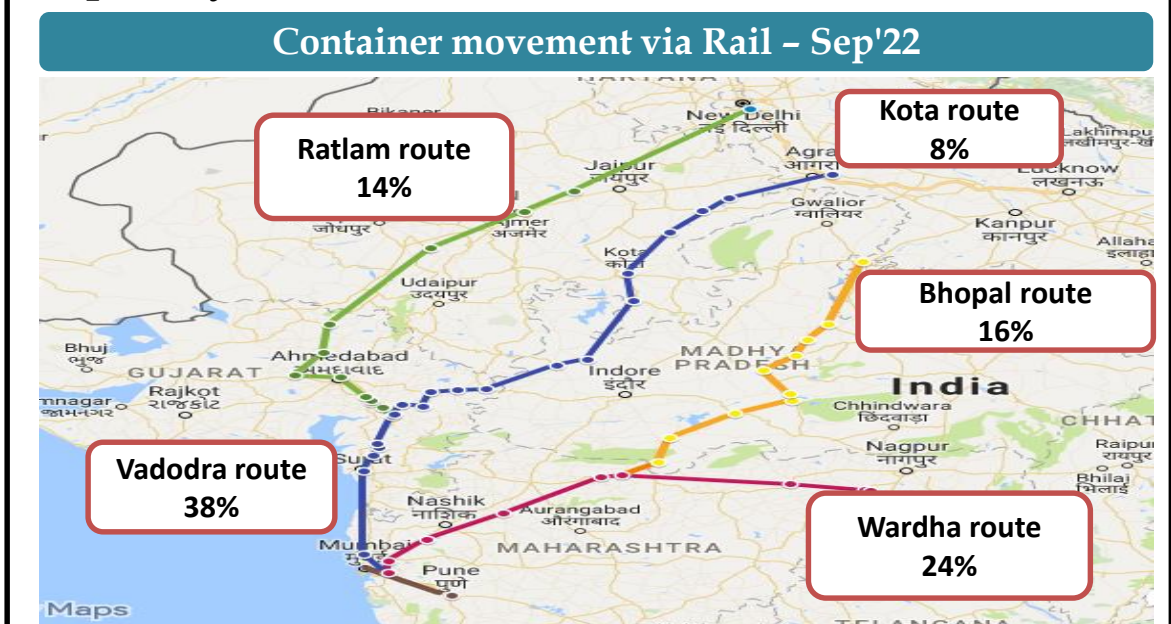 Container movement via Rail – Sep'22
Bikaner
New Delhi
नई दिल्ली
Kota route
8%
Ratlam route
14%
Jaipur
जयपुर
Agra
आगरा
Lucknow
लखनऊ
जोधपुर
Ajmer
अजमेर
Gwalior
ग्वालियर
Kanpur
कानपुर
Kota
कोटा
Udaipur
उदयपुर
Bhopal route
16%
Bhuj
ભુજ
GUJARAT
Ahmedabad
અમદાવાદ
Rajkot
રાજકોટ
MADHYA
PRADESH
Indore
इंदौर
India
Chhindwara
छिंदवाड़ा
CHHAT
Nagpur
नागपुर
Raipur
रायपुर
Bhilai
भिलाई
Vadodra route
38%
Surat
Nashik
नाशिक
Aurangabad
औरंगाबाद
Wardha route
24%
Mumbai
MAHARASHTRA
Pune
पुणे
Maps
TELANGANA